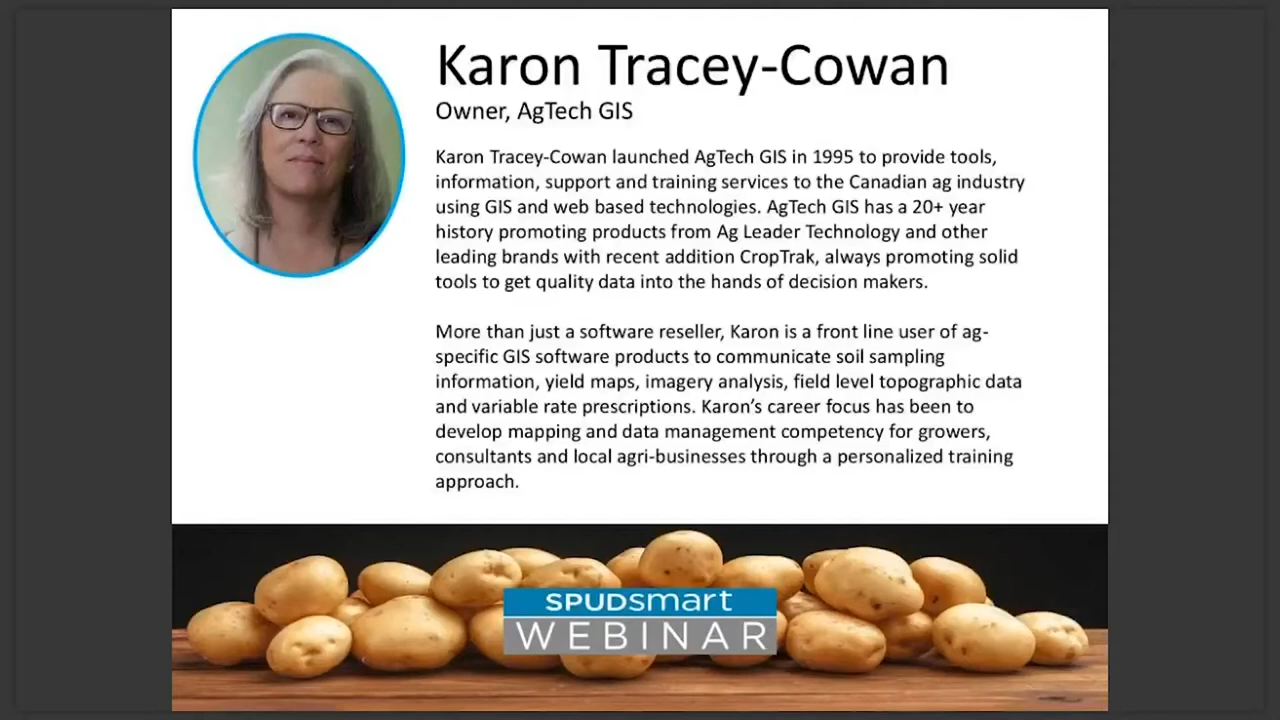 Karon Tracey-Cowan
Owner, AgTech GIS
Karon Tracey-Cowan launched AgTech GIS in 1995 to provide tools,
information, support and training services to the Canadian ag industry
using GIS and web based technologies. AgTech GIS has a 20+ year
history promoting products from Ag Leader Technology and other
leading brands with recent addition CropTrak, always promoting solid
tools to get quality data into the hands of decision makers.
More than just a software reseller, Karon is a front line user of ag-
specific GIS software products to communicate soil sampling
information, yield maps, imagery analysis, field level topographic data
and variable rate prescriptions. Karon’s career focus has been to
develop mapping and data management competency for growers,
consultants and local agri-businesses through a personalized training
approach.
SPUDsmart
WEBINAR